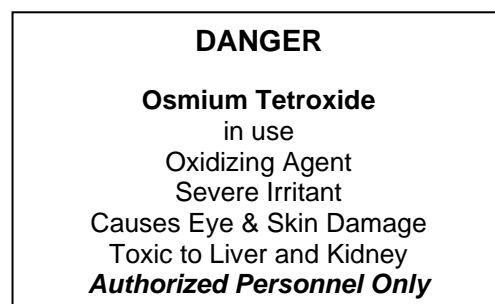 DANGER
Osmium Tetroxide
in use
Oxidizing Agent
Severe Irritant
Causes Eye & Skin Damage
Toxic to Liver and Kidney
Authorized Personnel Only